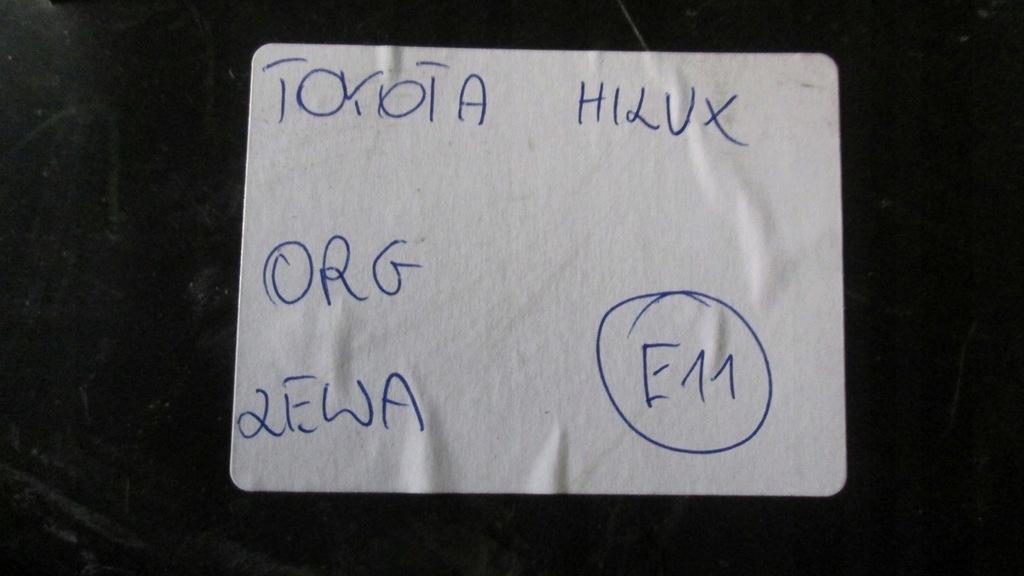 TOYOTA HILUX
ORG
LEWA
E11